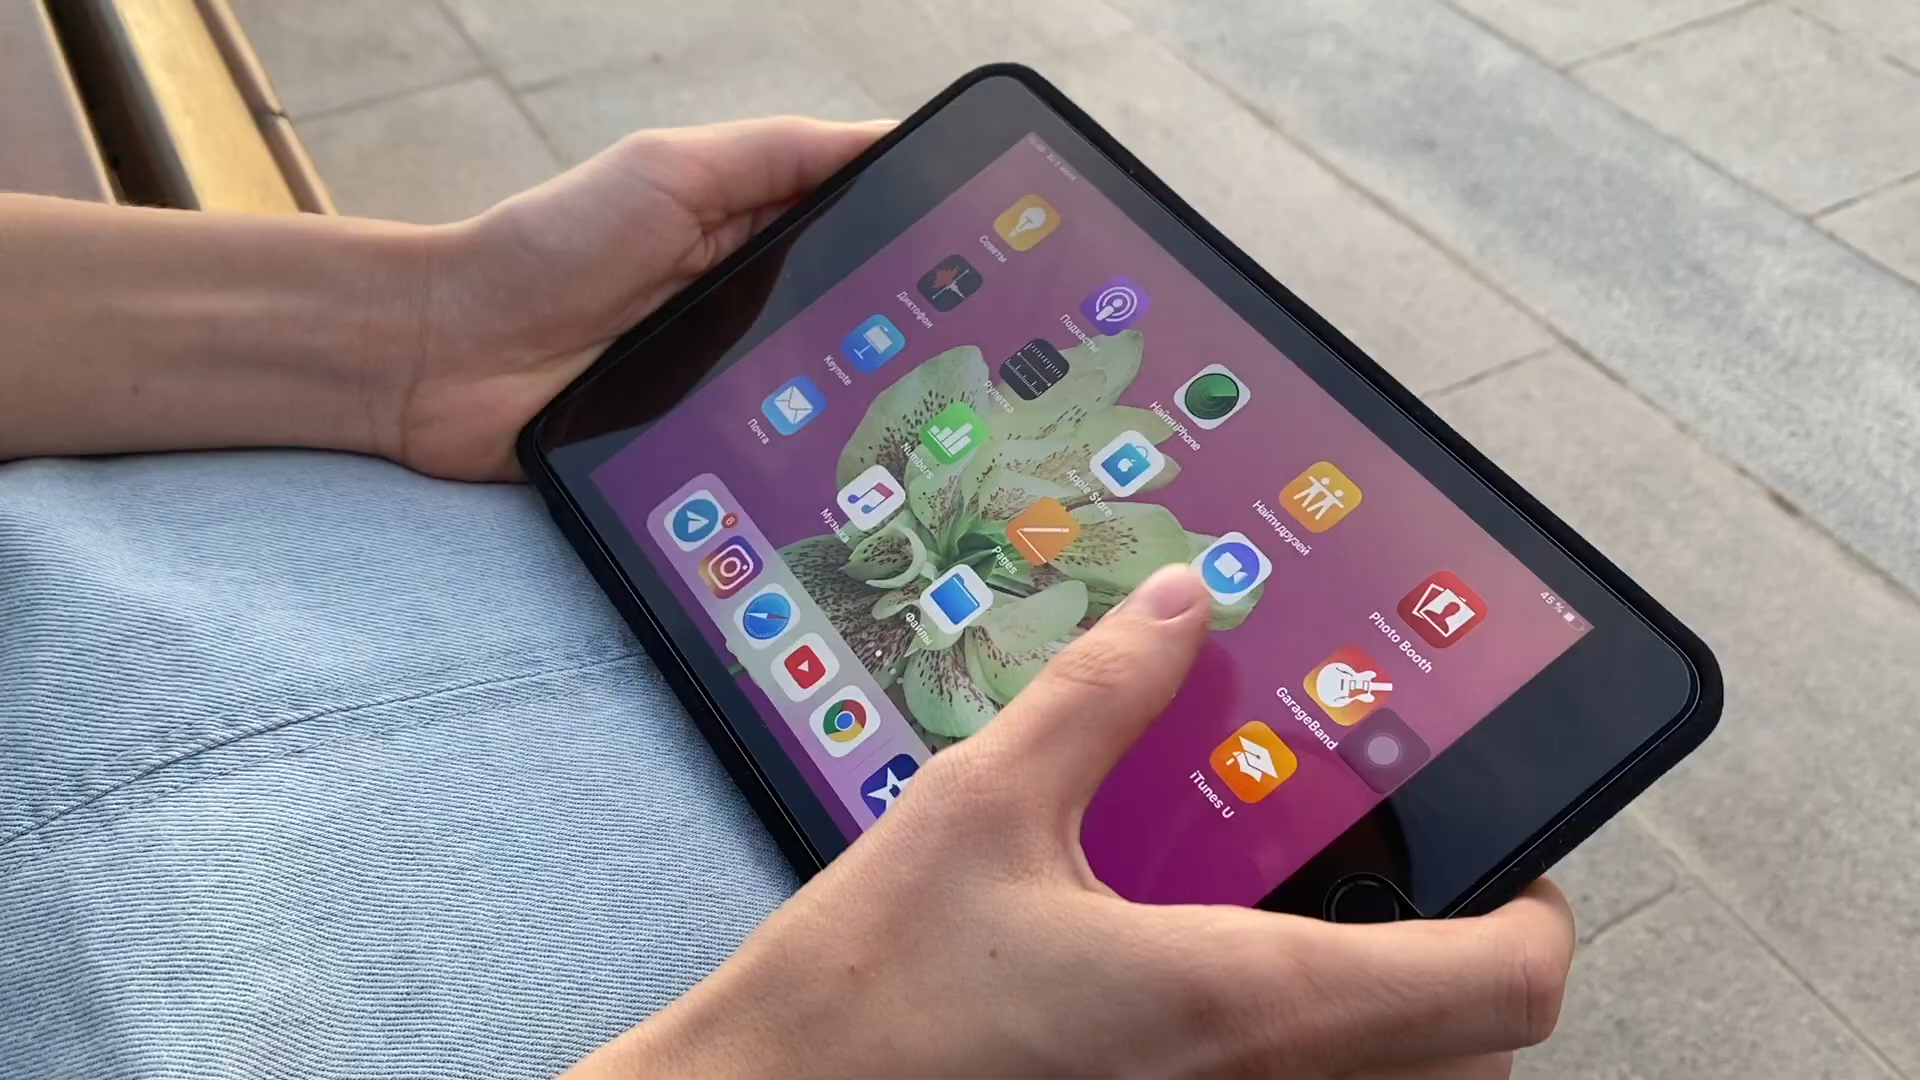 45 %
Советы
Подкасты
Найти iPhone
Найти друзей
Photo Booth
Диктофон
Рулетка
Apple Store
GarageBand
Keynote
Numbers
Pages
iTunes U
Почта
Музыка
Файлы
6